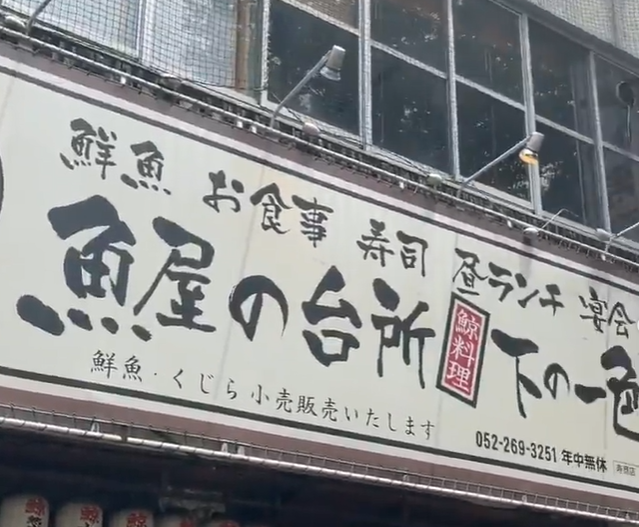 鮮魚 お食事 寿司 昼ランチ 宴会
魚屋の台所 鯨料理 下の一色
鮮魚・くじら小売販売いたします
052-269-3251 年中無休